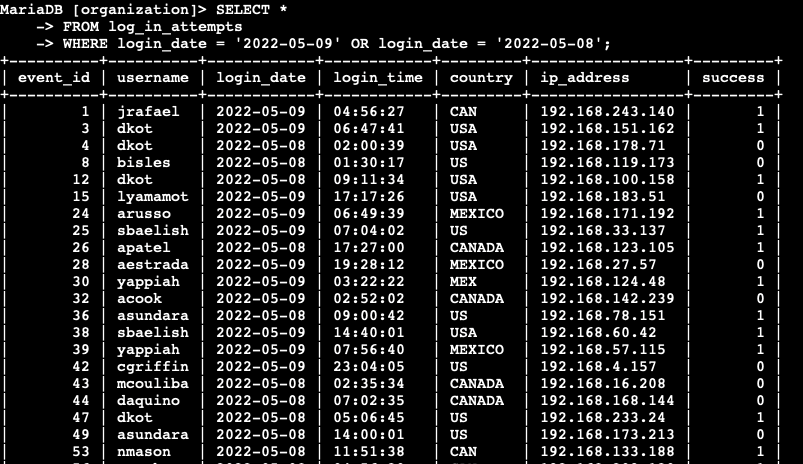 MariaDB [organization]> SELECT *
    -> FROM log_in_attempts
    -> WHERE login_date = '2022-05-09' OR login_date = '2022-05-08';
+----------+----------+------------+------------+---------+-----------------+---------+
| event_id | username | login_date | login_time | country | ip_address      | success |
+----------+----------+------------+------------+---------+-----------------+---------+
|        1 | jrafael  | 2022-05-09 | 04:56:27   | CAN     | 192.168.243.140 |       1 |
|        3 | dkot     | 2022-05-09 | 06:47:41   | USA     | 192.168.151.162 |       1 |
|        4 | dkot     | 2022-05-08 | 02:00:39   | USA     | 192.168.178.71  |       0 |
|        8 | bisles   | 2022-05-08 | 01:30:17   | US      | 192.168.119.173 |       0 |
|       12 | dkot     | 2022-05-08 | 09:11:34   | USA     | 192.168.100.158 |       1 |
|       15 | lyamamot | 2022-05-09 | 17:17:26   | USA     | 192.168.183.51  |       0 |
|       24 | arusso   | 2022-05-09 | 06:49:39   | MEXICO  | 192.168.171.192 |       1 |
|       25 | sbaelish | 2022-05-09 | 07:04:02   | US      | 192.168.33.137  |       1 |
|       26 | apatel   | 2022-05-08 | 17:27:00   | CANADA  | 192.168.123.105 |       1 |
|       28 | aestrada | 2022-05-09 | 19:28:12   | MEXICO  | 192.168.27.57   |       0 |
|       30 | yappiah  | 2022-05-09 | 03:22:22   | MEX     | 192.168.124.48  |       1 |
|       32 | acook    | 2022-05-09 | 02:52:02   | CANADA  | 192.168.142.239 |       0 |
|       36 | asundara | 2022-05-08 | 09:00:42   | US      | 192.168.78.151  |       1 |
|       38 | sbaelish | 2022-05-09 | 14:40:01   | USA     | 192.168.60.42   |       1 |
|       39 | yappiah  | 2022-05-09 | 07:56:40   | MEXICO  | 192.168.57.115  |       1 |
|       42 | cgriffin | 2022-05-09 | 23:04:05   | US      | 192.168.4.157   |       0 |
|       43 | mcouliba | 2022-05-08 | 02:35:34   | CANADA  | 192.168.16.208  |       0 |
|       44 | daquino  | 2022-05-08 | 07:02:35   | CANADA  | 192.168.168.144 |       0 |
|       47 | dkot     | 2022-05-08 | 05:06:45   | US      | 192.168.233.24  |       1 |
|       49 | asundara | 2022-05-08 | 14:00:01   | US      | 192.168.173.213 |       0 |
|       53 | nmason   | 2022-05-08 | 11:51:38   | CAN     | 192.168.133.188 |       1 |